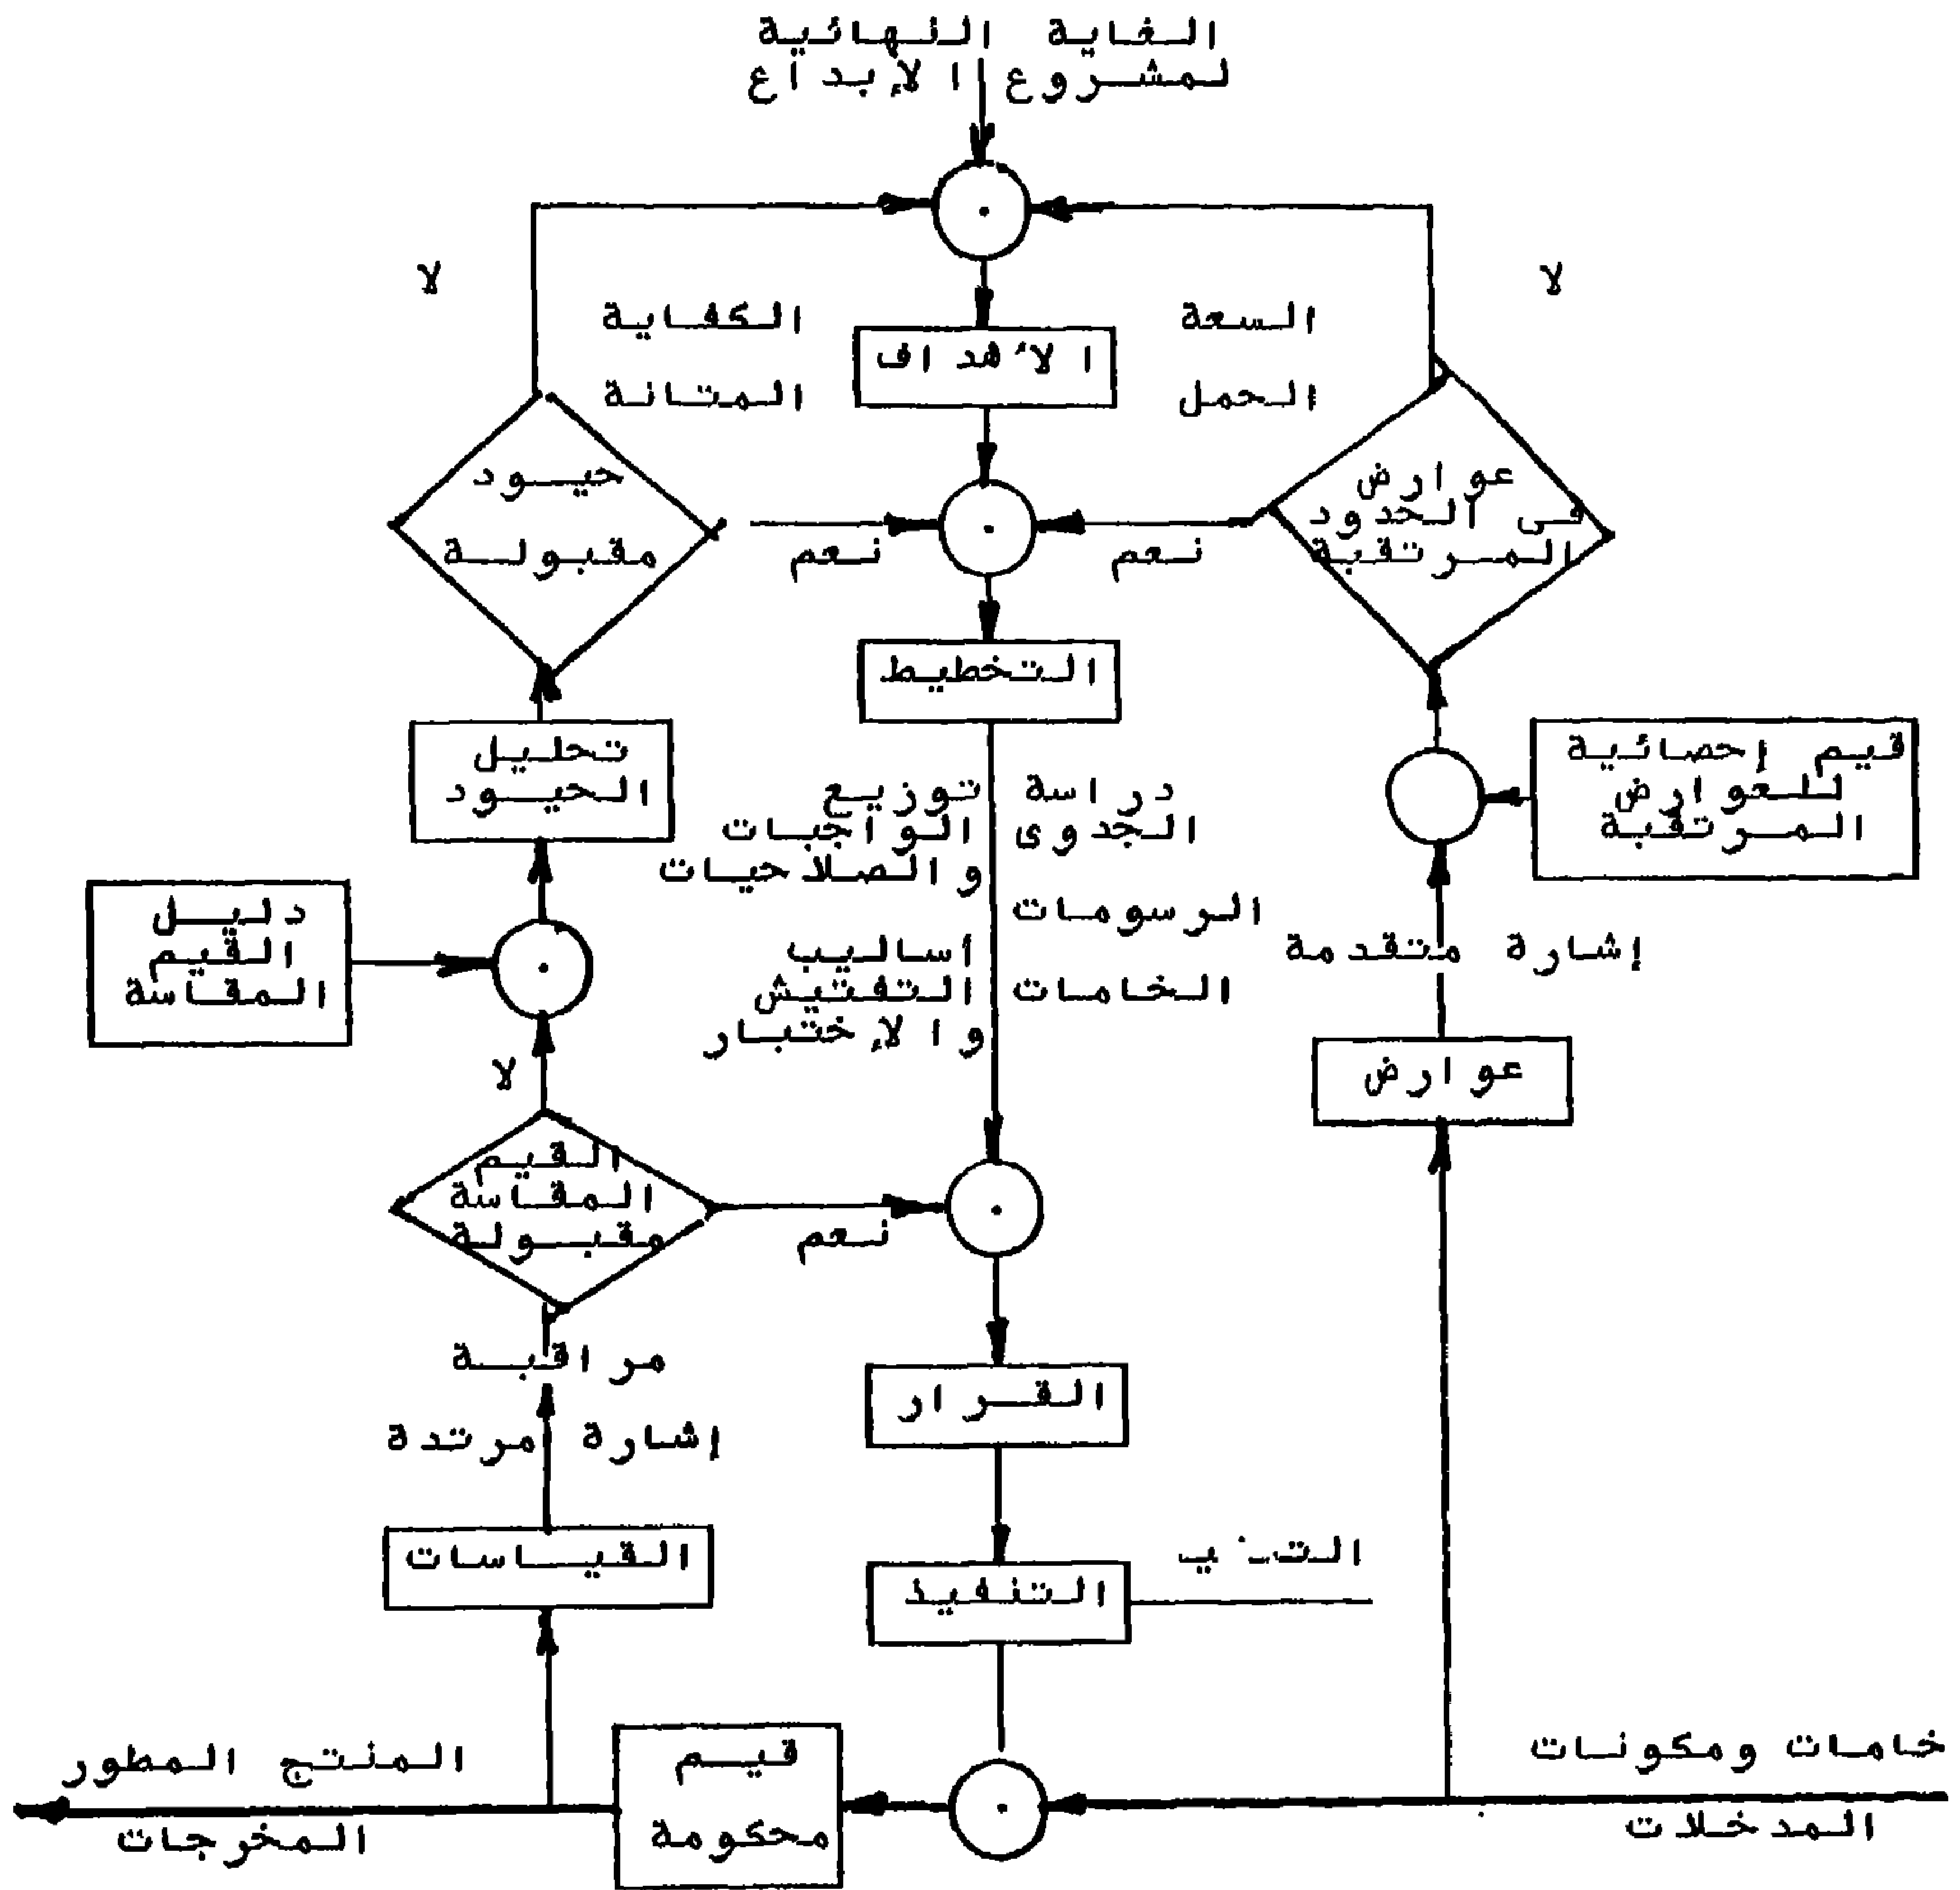 الغاية النهائية
لمشروع الإبداع
لا
لا
السعة
الكفاية
الأهداف
الحمل
المتانة
عوارض
فى الحدود
المرتقبة
حيود
مقبولة
نعم
نعم
التخطيط
قيم إحصائية
للعوارض
المرتقبة
تحليل
الحيود
دراسة
الجدوى
الرسومات
الخامات
توزيع
الواجبات
والصلاحيات
أساليب
التفتيش
والإختبار
دليل
القيم
المقاسة
إشارة متقدمة
عوارض
لا
القيم
المقاسة
مقبولة
نعم
مراقبة
القرار
إشارة مرتدة
القياسات
التنفيذ
خامات ومكونات
المدخلات
قيم
محكومة
المنتج المطور
المخرجات